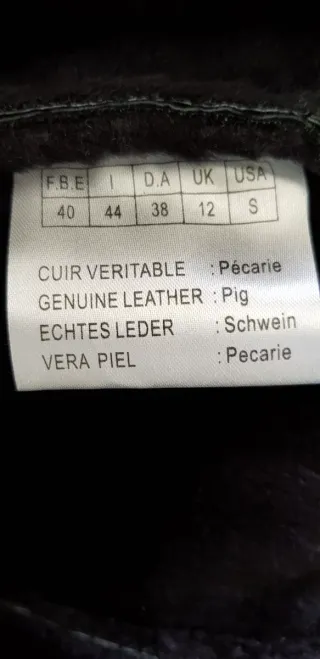 F.B.E I D.A UK USA
40 44 38 12 S
CUIR VERITABLE : Pécarie
GENUINE LEATHER : Pig
ECHTES LEDER : Schwein
VERA PIEL : Pecarie